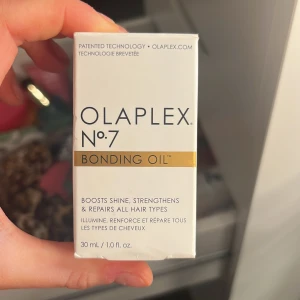 PATENTED TECHNOLOGY • OLAPLEX.COM
TECHNOLOGIE BREVETÉE
OLAPLEX®
Nº.7
BONDING OIL™
BOOSTS SHINE, STRENGTHENS
& REPAIRS ALL HAIR TYPES
ILLUMINE, RENFORCE ET RÉPARE TOUS
LES TYPES DE CHEVEUX
30 mL / 1.0 fl. oz.